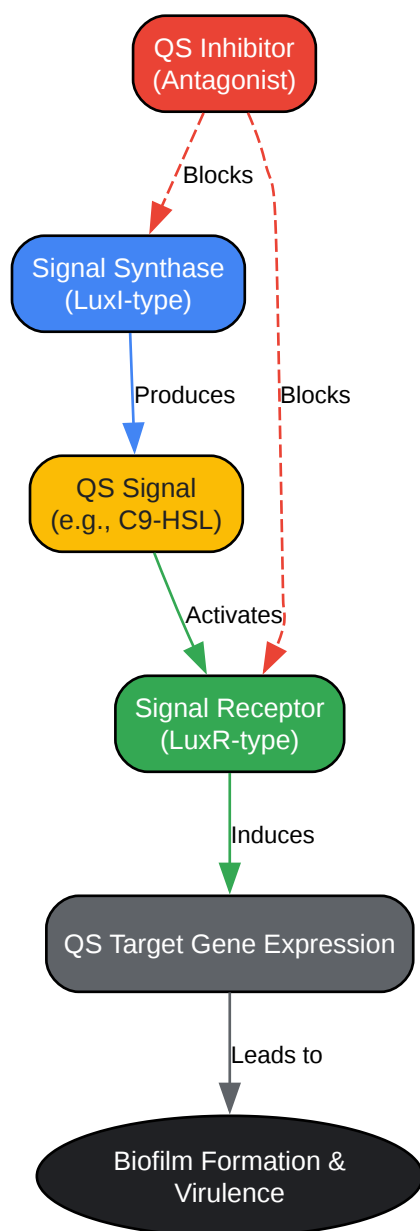 QS Inhibitor
(Antagonist)
Blocks
Signal Synthase
(LuxI-type)
Produces
Blocks
QS Signal
(e.g., C9-HSL)
Activates
Signal Receptor
(LuxR-type)
Induces
QS Target Gene Expression
Leads to
Biofilm Formation &
Virulence